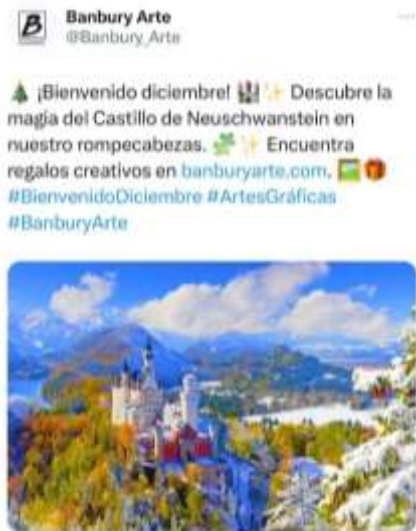 B
Banbury Arte
@Banbury_Arte
🎄 ¡Bienvenido diciembre! 🏰✨ Descubre la
magia del Castillo de Neuschwanstein en
nuestro rompecabezas. 🧩✨ Encuentra
regalos creativos en banburyarte.com. 🖼️🎁
#BienvenidoDiciembre #ArtesGráficas
#BanburyArte